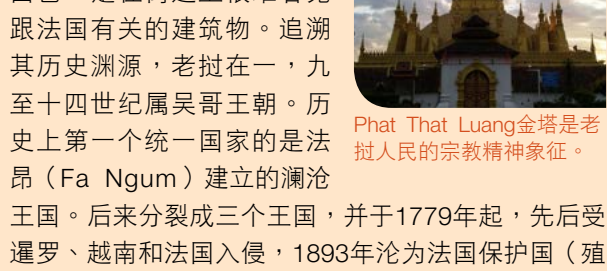 跟法国有关的建筑物。追溯
其历史渊源，老挝在一，九
至十四世纪属吴哥王朝。历
史上第一个统一国家的是法
昂（Fa Ngum）建立的澜沧
王国。后来分裂成三个王国，并于1779年起，先后受
暹罗、越南和法国入侵，1893年沦为法国保护国（殖
Phat That Luang金塔是老
挝人民的宗教精神象征。